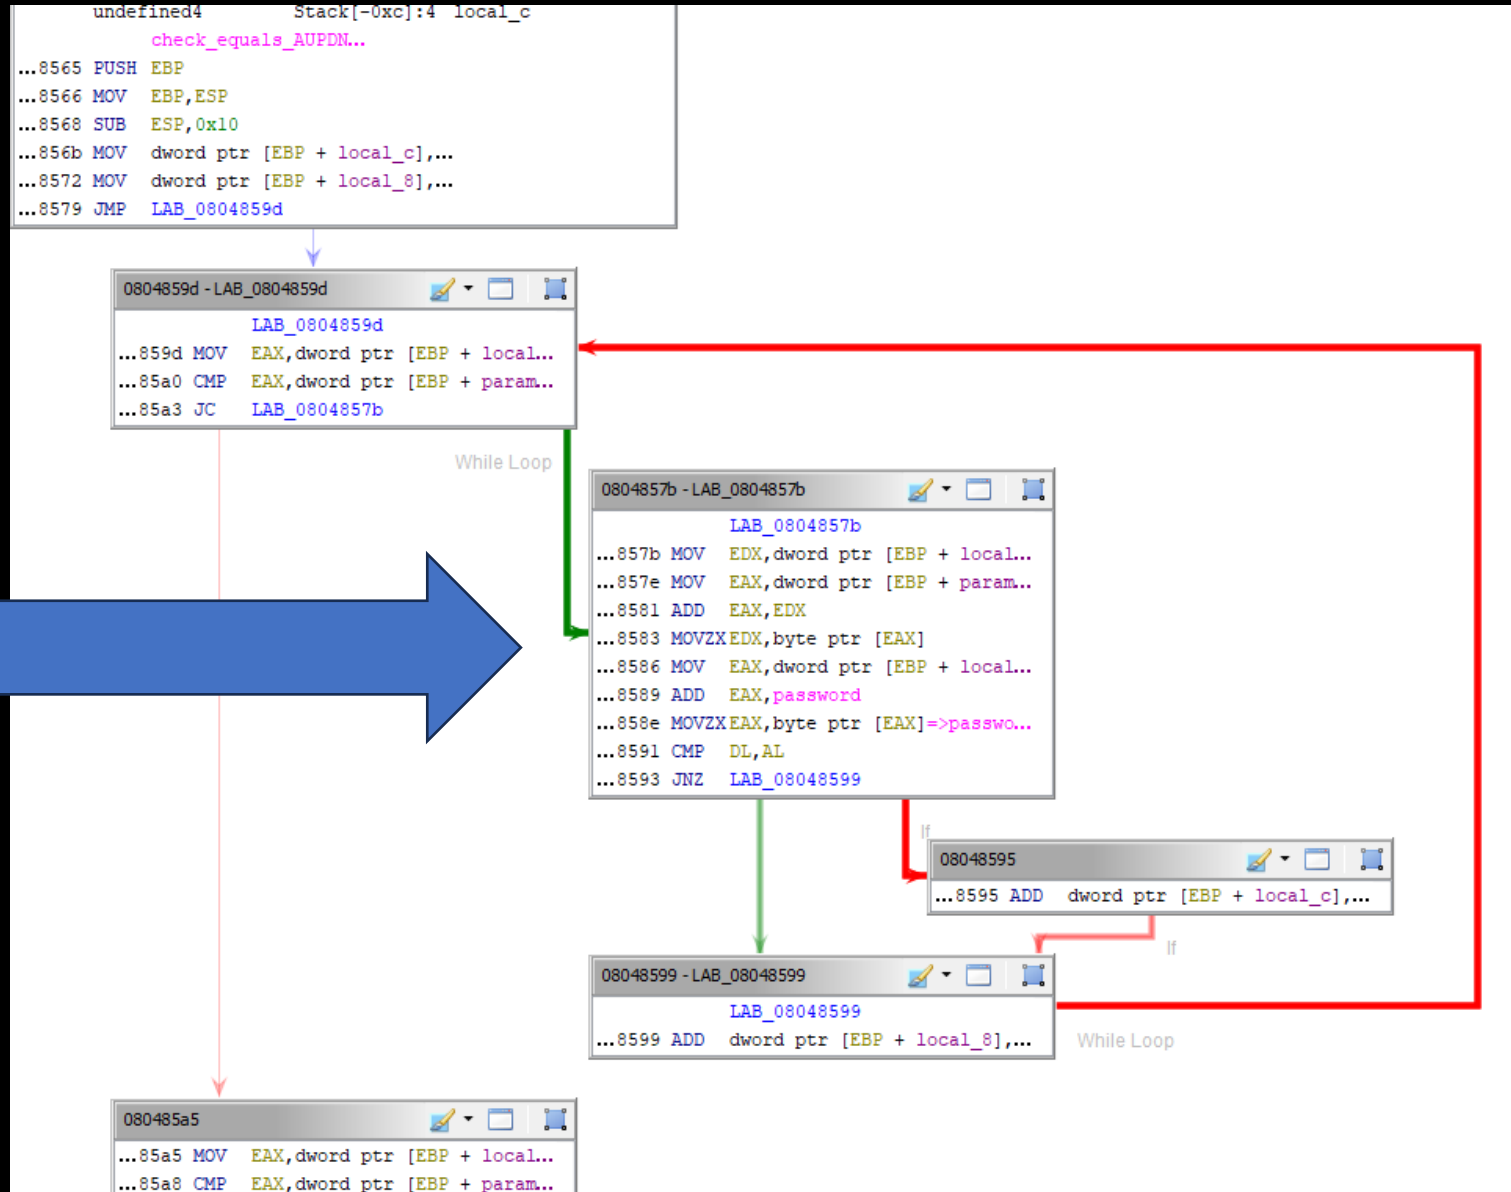 undefined4 Stack[-0xc]:4 local_c
check_equals_AUPDN...
...8565 PUSH EBP
...8566 MOV EBP,ESP
...8568 SUB ESP,0x10
...856b MOV dword ptr [EBP + local_c],...
...8572 MOV dword ptr [EBP + local_8],...
...8579 JMP LAB_0804859d
0804859d - LAB_0804859d
LAB_0804859d
...859d MOV EAX,dword ptr [EBP + local...
...85a0 CMP EAX,dword ptr [EBP + param...
...85a3 JC LAB_0804857b
While Loop
0804857b - LAB_0804857b
LAB_0804857b
...857b MOV EDX,dword ptr [EBP + local...
...857e MOV EAX,dword ptr [EBP + param...
...8581 ADD EAX,EDX
...8583 MOVZX EDX,byte ptr [EAX]
...8586 MOV EAX,dword ptr [EBP + local...
...8589 ADD EAX,password
...858e MOVZX EAX,byte ptr [EAX]=>passwo...
...8591 CMP DL,AL
...8593 JNZ LAB_08048599
If
08048595
...8595 ADD dword ptr [EBP + local_c],...
If
08048599 - LAB_08048599
LAB_08048599
...8599 ADD dword ptr [EBP + local_8],...
While Loop
080485a5
...85a5 MOV EAX,dword ptr [EBP + local...
...85a8 CMP EAX,dword ptr [EBP + param...